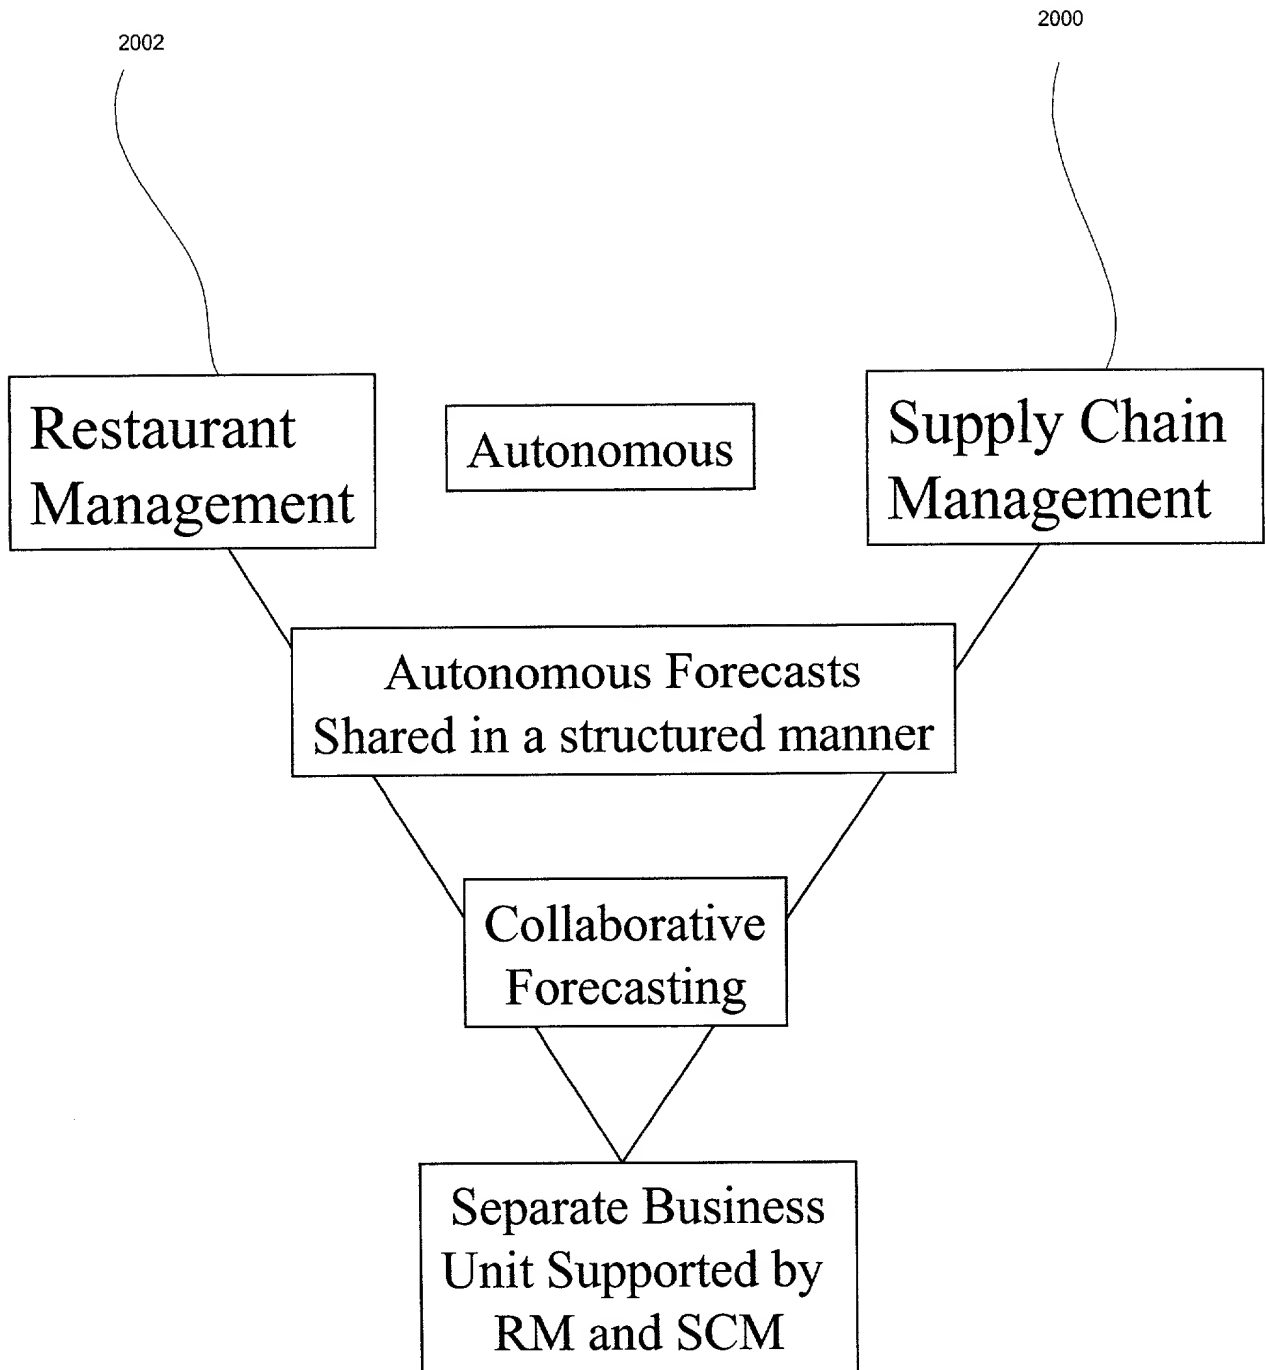 2002
2000
Restaurant
Management
Autonomous
Supply Chain
Management
Autonomous Forecasts
Shared in a structured manner
Collaborative
Forecasting
Separate Business
Unit Supported by
RM and SCM